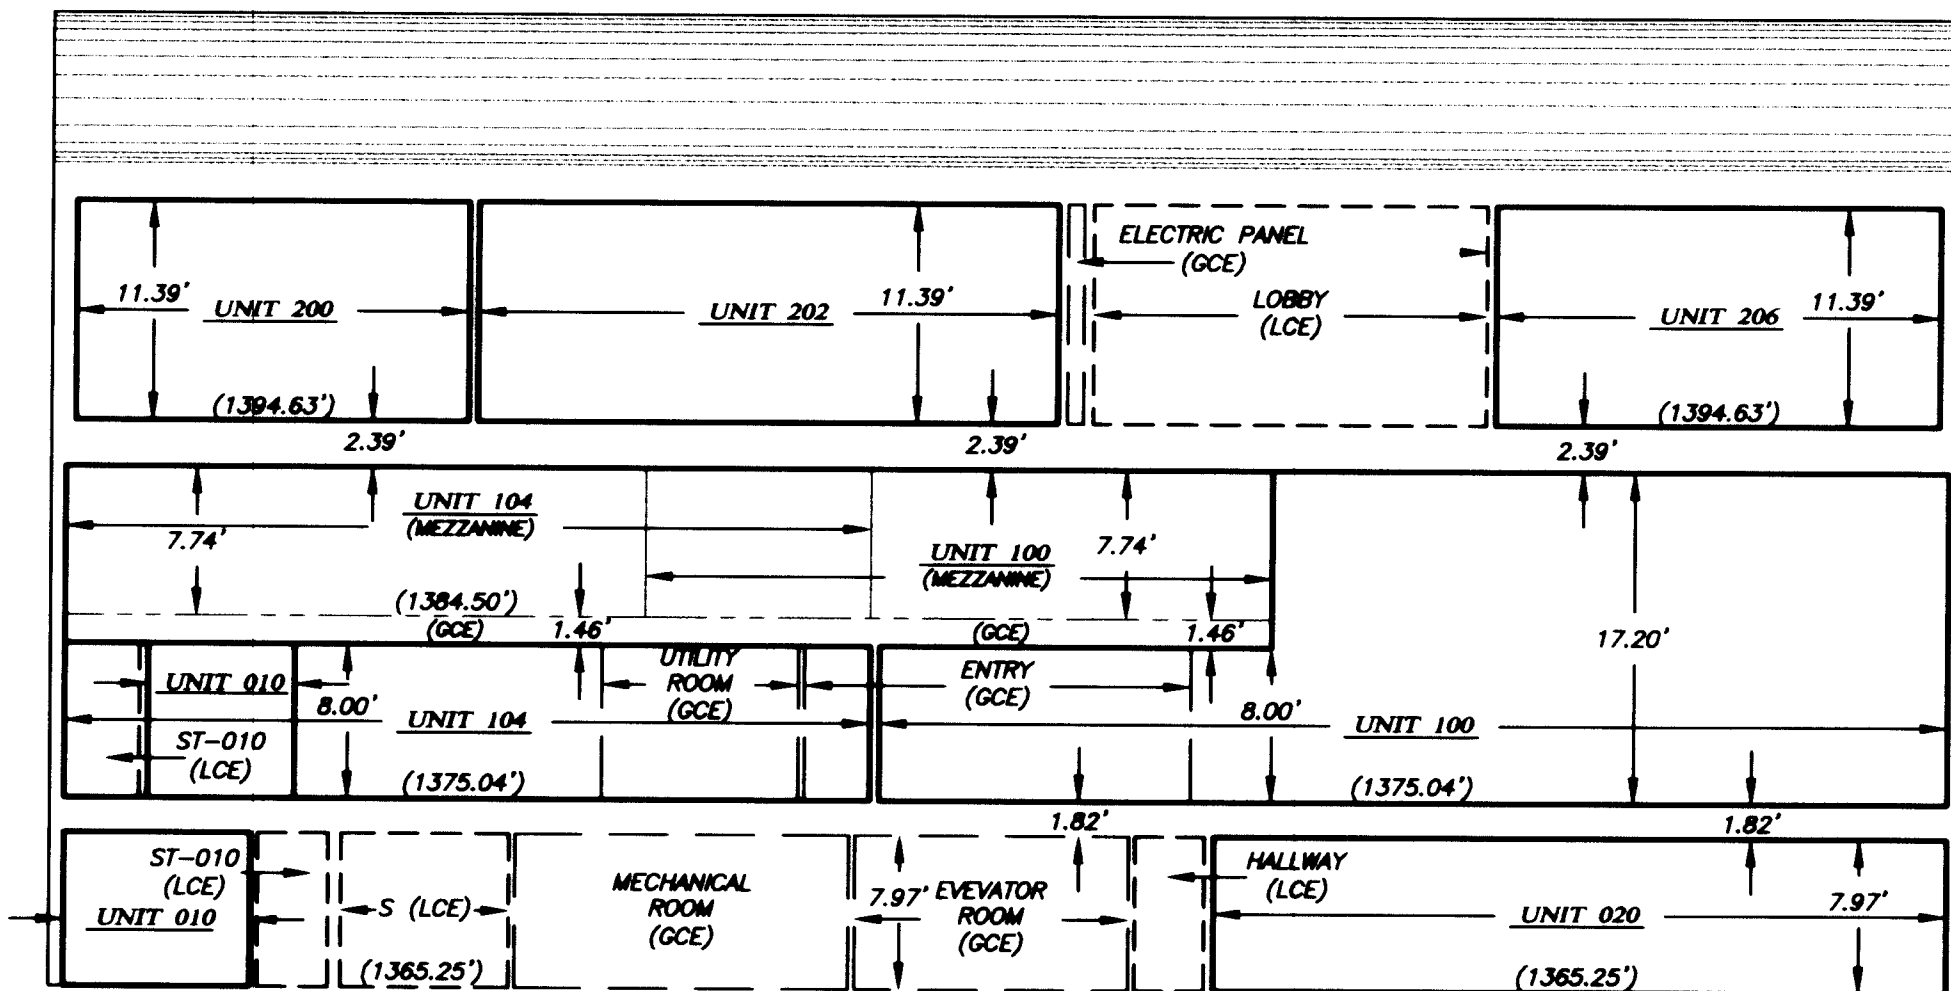 ELECTRIC PANEL
(GCE)
11.39'
UNIT 200
UNIT 202
11.39'
LOBBY
(LCE)
UNIT 206
11.39'
(1394.63')
(1394.63')
2.39'
2.39'
2.39'
UNIT 104
(MEZZANINE)
7.74'
UNIT 100
(MEZZANINE)
7.74'
(1384.50')
(GCE)
1.46'
(GCE)
1.46'
17.20'
UNIT 010
UTILITY
ROOM
(GCE)
ENTRY
(GCE)
8.00'
UNIT 104
8.00'
UNIT 100
ST-010
(LCE)
(1375.04')
(1375.04')
1.82'
1.82'
ST-010
(LCE)
UNIT 010
S (LCE)
(1365.25')
MECHANICAL
ROOM
(GCE)
7.97'
EVEVATOR
ROOM
(GCE)
HALLWAY
(LCE)
UNIT 020
7.97'
(1365.25')